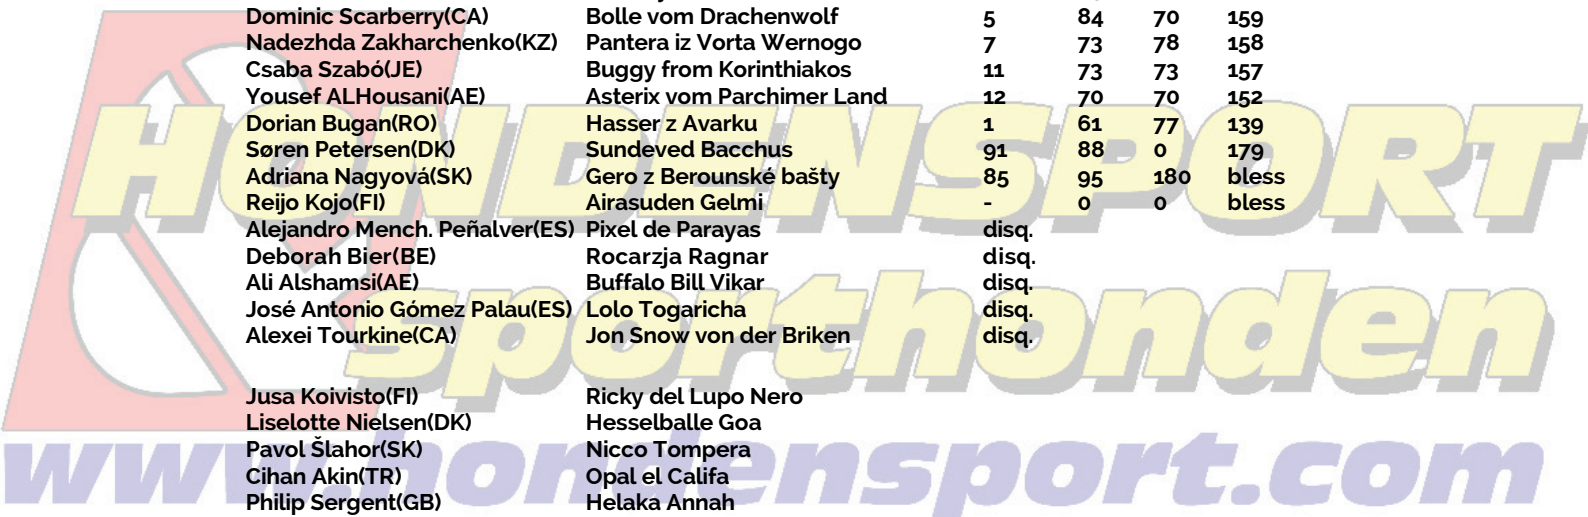 Dominic Scarberry(CA) Bolle vom Drachenwolf 5 84 70 159
Nadezhda Zakharchenko(KZ) Pantera iz Vorta Wernogo 7 73 78 158
Csaba Szabó(JE) Buggy from Korinthiakos 11 73 73 157
Yousef ALHousani(AE) Asterix vom Parchimer Land 12 70 70 152
Dorian Bugan(RO) Hasser z Avarku 1 61 77 139
Søren Petersen(DK) Sundeved Bacchus 91 88 0 179
Adriana Nagyová(SK) Gero z Berounské bašty 85 95 180 bless
Reijo Kojo(FI) Airasuden Gelmi - 0 0 bless
Alejandro Mench. Peñalver(ES) Pixel de Parayas disq.
Deborah Bier(BE) Rocarzja Ragnar disq.
Ali Alshamsi(AE) Buffalo Bill Vikar disq.
José Antonio Gómez Palau(ES) Lolo Togaricha disq.
Alexei Tourkine(CA) Jon Snow von der Briken disq.
Jusa Koivisto(FI) Ricky del Lupo Nero
Liselotte Nielsen(DK) Hesselballe Goa
Pavol Šlahor(SK) Nicco Tompera
Cihan Akin(TR) Opal el Califa
Philip Sergent(GB) Helaka Annah
HONDENSPORT
sporthonden
www.hondensport.com